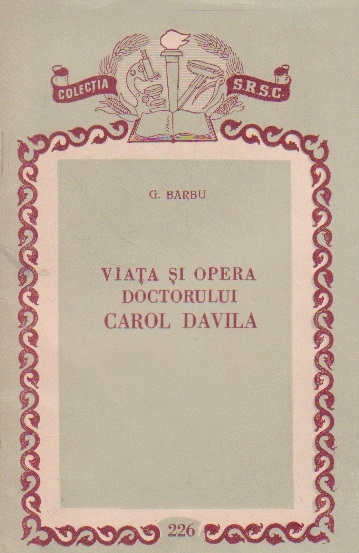 COLECȚIA S.R.S.C.
G. BARBU
VIAȚA ȘI OPERA
DOCTORULUI
CAROL DAVILA
226